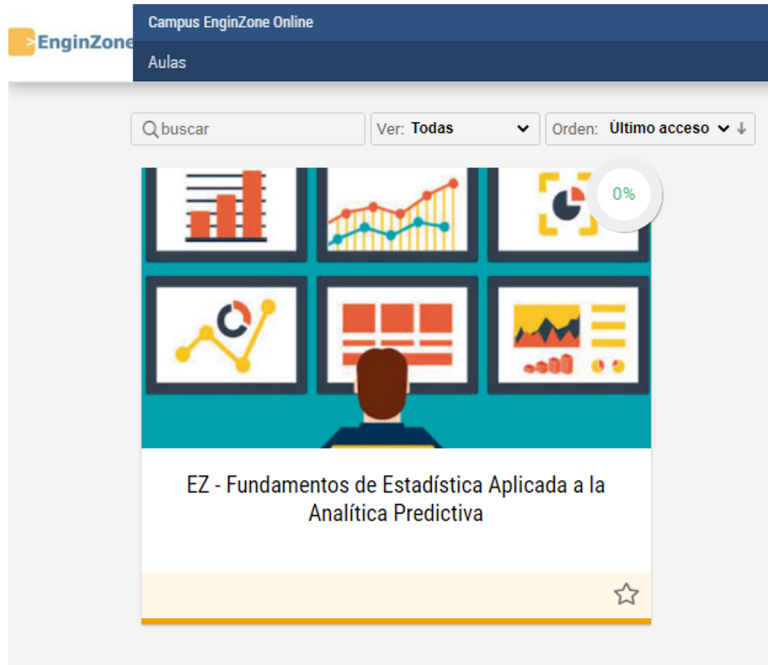 EnginZone
Campus EnginZone Online
Aulas
buscar
Ver: Todas
Orden: Último acceso
0%
EZ - Fundamentos de Estadística Aplicada a la
Analítica Predictiva